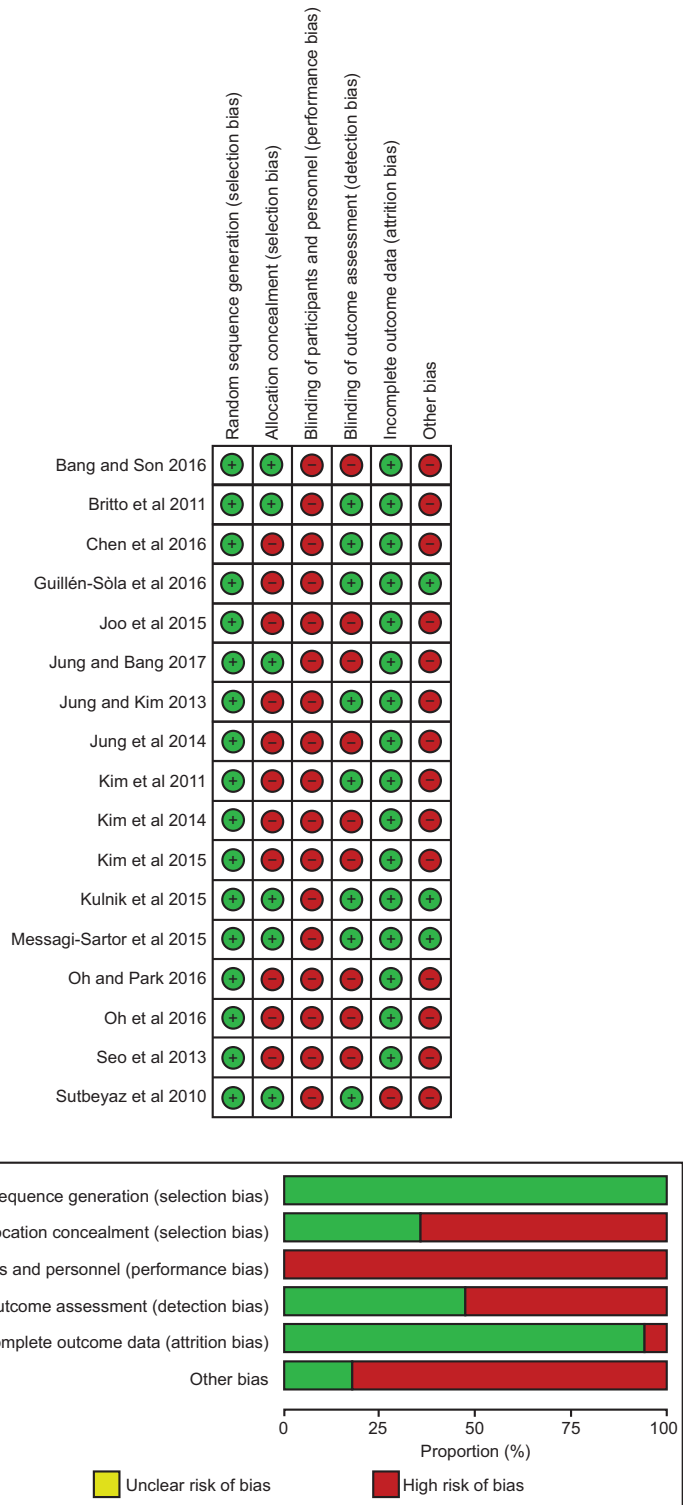 Random sequence generation (selection bias)
Allocation concealment (selection bias)
Blinding of participants and personnel (performance bias)
Blinding of outcome assessment (detection bias)
Incomplete outcome data (attrition bias)
Other bias
Bang and Son 2016 + + − − + −
Britto et al 2011 + + − + + −
Chen et al 2016 + − − + + −
Guillén-Sòla et al 2016 + − − + + +
Joo et al 2015 + − − − + −
Jung and Bang 2017 + + − − + −
Jung and Kim 2013 + − − + + −
Jung et al 2014 + − − − + −
Kim et al 2011 + − − + + −
Kim et al 2014 + − − − + −
Kim et al 2015 + − − − + −
Kulnik et al 2015 + + − + + +
Messagi-Sartor et al 2015 + + − + + +
Oh and Park 2016 + − − − + −
Oh et al 2016 + − − − + −
Seo et al 2013 + − − − + −
Sutbeyaz et al 2010 + + − + − −
equence generation (selection bias)
ocation concealment (selection bias)
s and personnel (performance bias)
utcome assessment (detection bias)
omplete outcome data (attrition bias)
Other bias
0 25 50 75 100
Proportion (%)
Unclear risk of bias High risk of bias